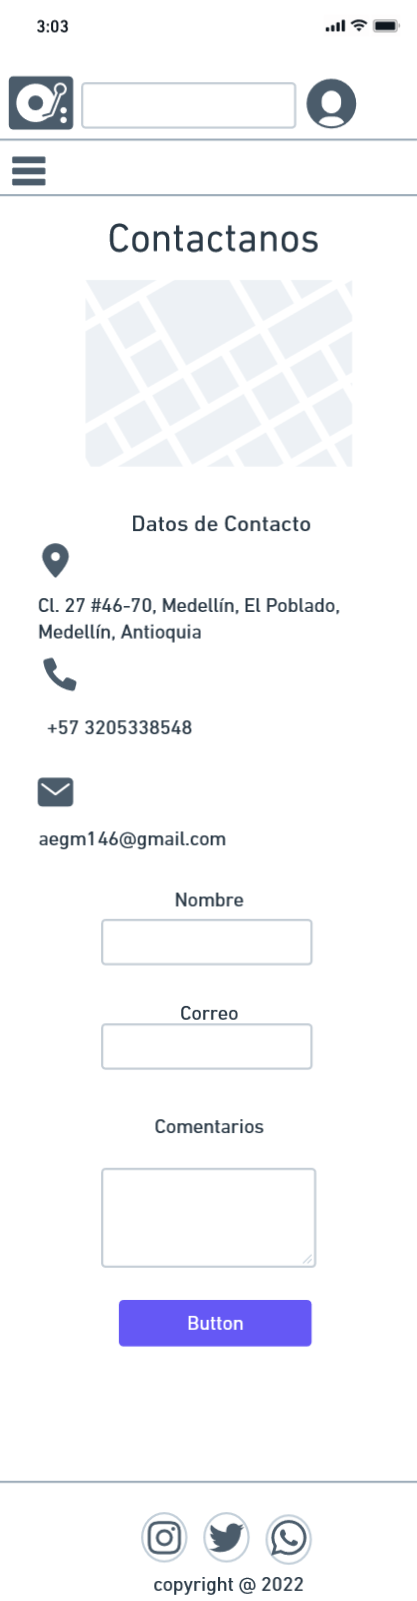 3:03
Contactanos
Datos de Contacto
Cl. 27 #46-70, Medellín, El Poblado,
Medellín, Antioquia
+57 3205338548
aegm146@gmail.com
Nombre
Correo
Comentarios
Button
copyright @ 2022